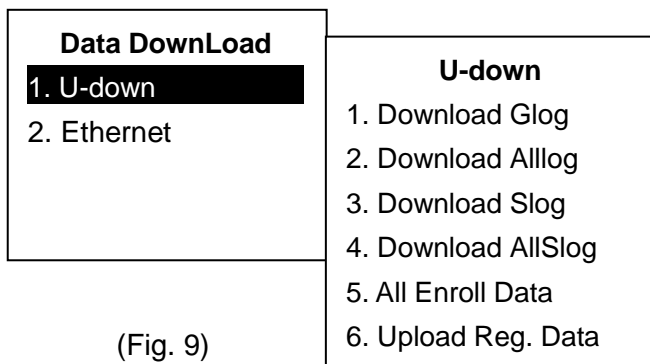 Data DownLoad
1. U-down
2. Ethernet
(Fig. 9)
U-down
1. Download Glog
2. Download Alllog
3. Download Slog
4. Download AllSlog
5. All Enroll Data
6. Upload Reg. Data